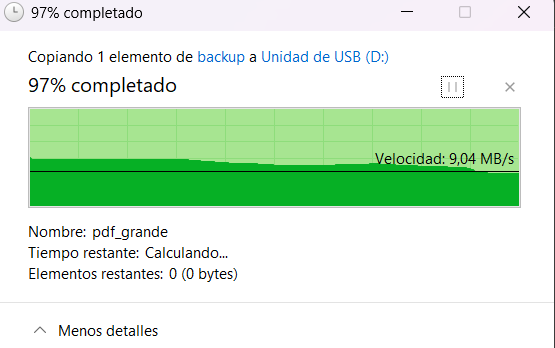 97% completado
Copiando 1 elemento de backup a Unidad de USB (D:)
97% completado
Velocidad: 9,04 MB/s
Nombre: pdf_grande
Tiempo restante: Calculando...
Elementos restantes: 0 (0 bytes)
Menos detalles